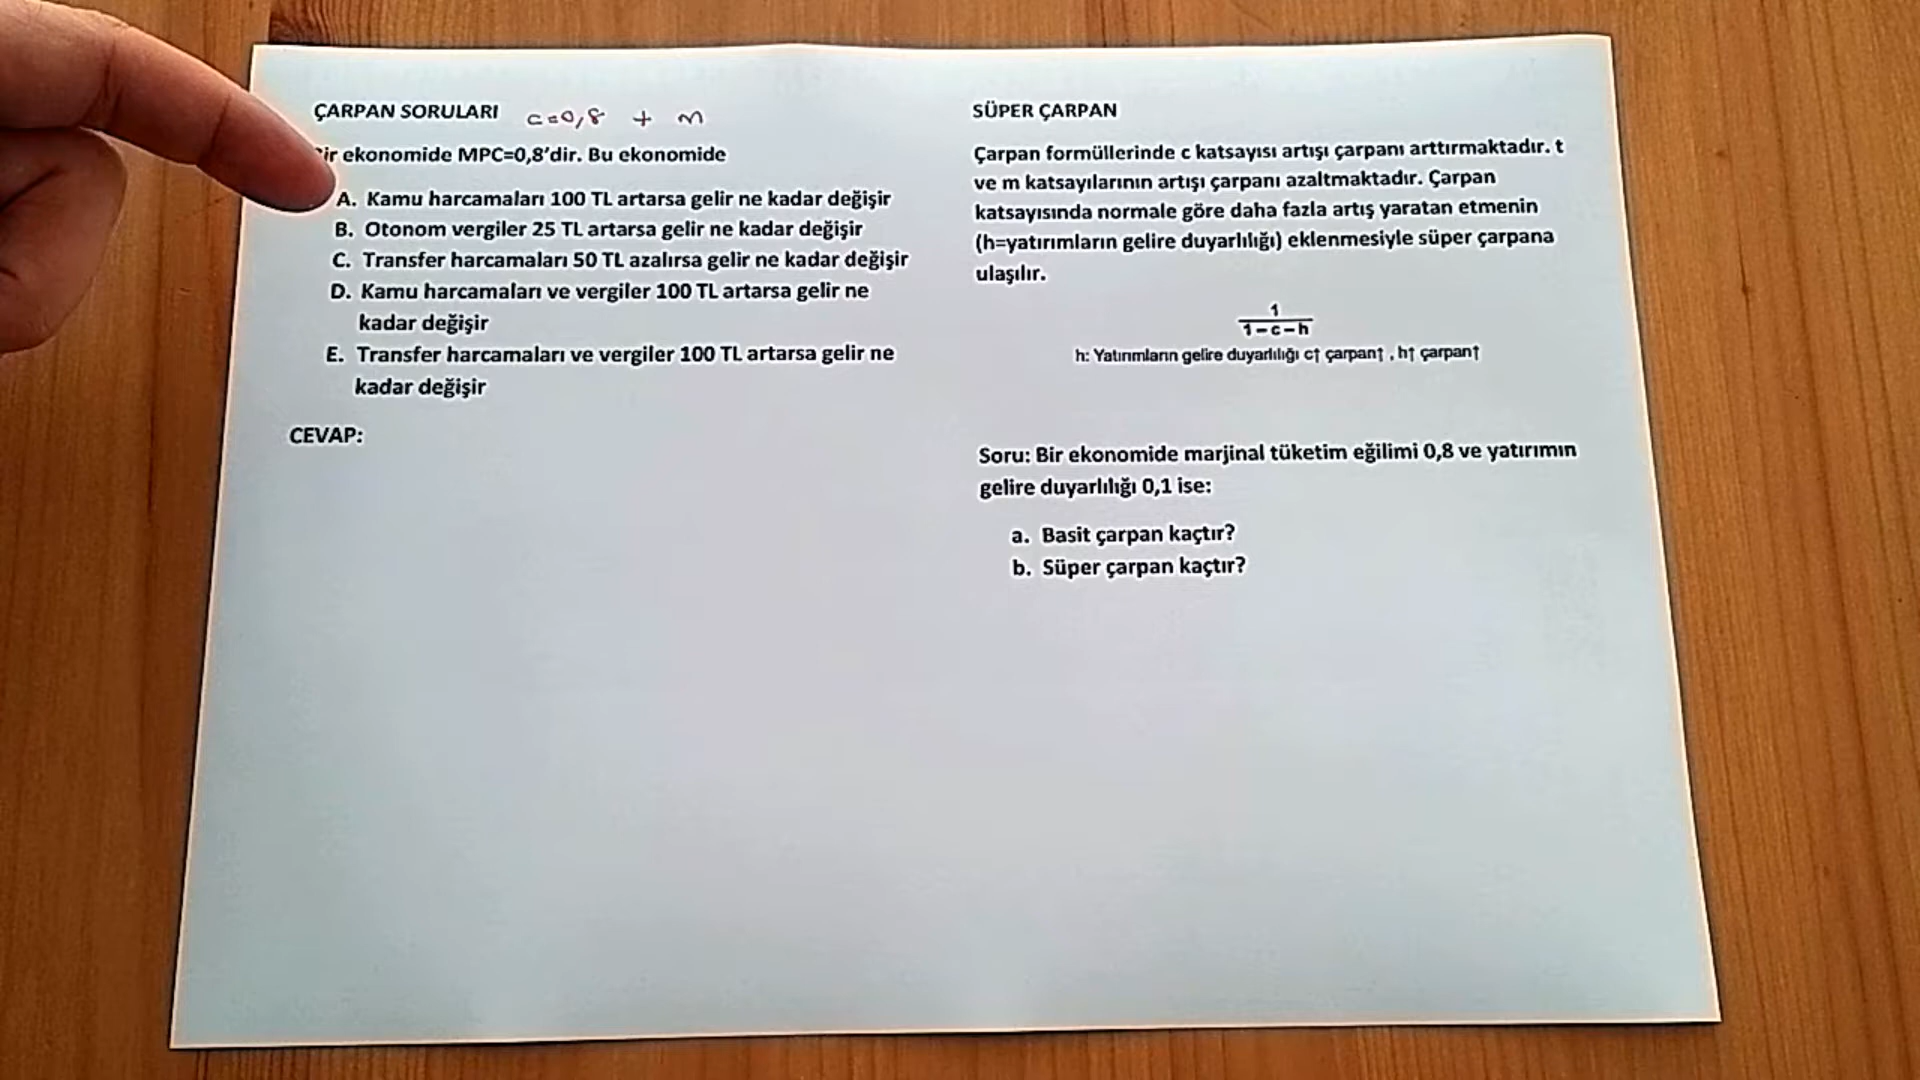 ÇARPAN SORULARI c=0,8 + m
ir ekonomide MPC=0,8'dir. Bu ekonomide
A. Kamu harcamaları 100 TL artarsa gelir ne kadar değişir
B. Otonom vergiler 25 TL artarsa gelir ne kadar değişir
C. Transfer harcamaları 50 TL azalırsa gelir ne kadar değişir
D. Kamu harcamaları ve vergiler 100 TL artarsa gelir ne
kadar değişir
E. Transfer harcamaları ve vergiler 100 TL artarsa gelir ne
kadar değişir
CEVAP:
SÜPER ÇARPAN
Çarpan formüllerinde c katsayısı artışı çarpanı arttırmaktadır. t
ve m katsayılarının artışı çarpanı azaltmaktadır. Çarpan
katsayısında normale göre daha fazla artış yaratan etmenin
(h=yatırımların gelire duyarlılığı) eklenmesiyle süper çarpana
ulaşılır.
1
1-c-h
h: Yatırımların gelire duyarlılığı c↑ çarpan↑ , h↑ çarpan↑
Soru: Bir ekonomide marjinal tüketim eğilimi 0,8 ve yatırımın
gelire duyarlılığı 0,1 ise:
a. Basit çarpan kaçtır?
b. Süper çarpan kaçtır?